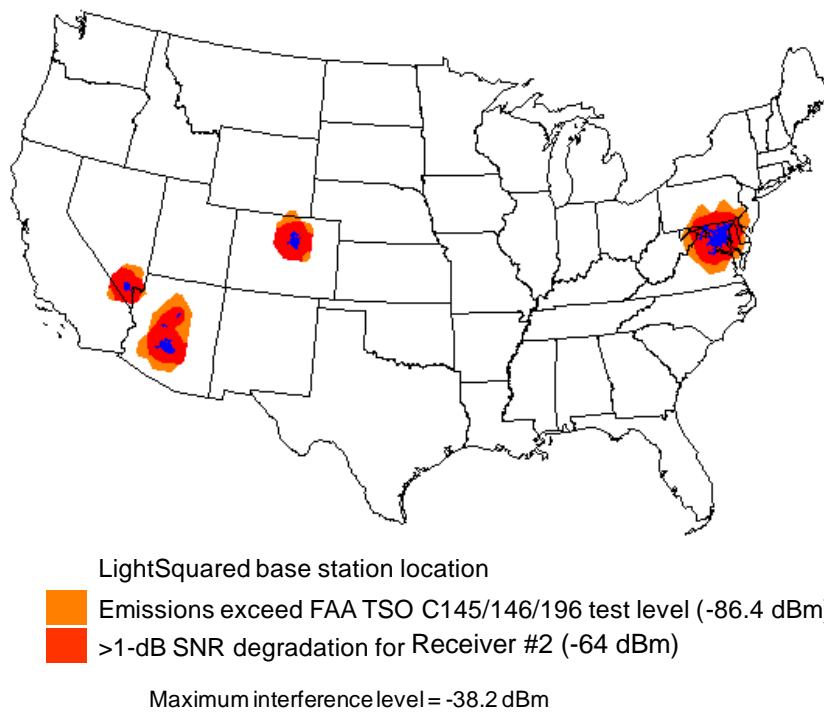 LightSquared base station location
Emissions exceed FAA TSO C145/146/196 test level (-86.4 dBm)
>1-dB SNR degradation for Receiver #2 (-64 dBm)
Maximum interference level = -38.2 dBm